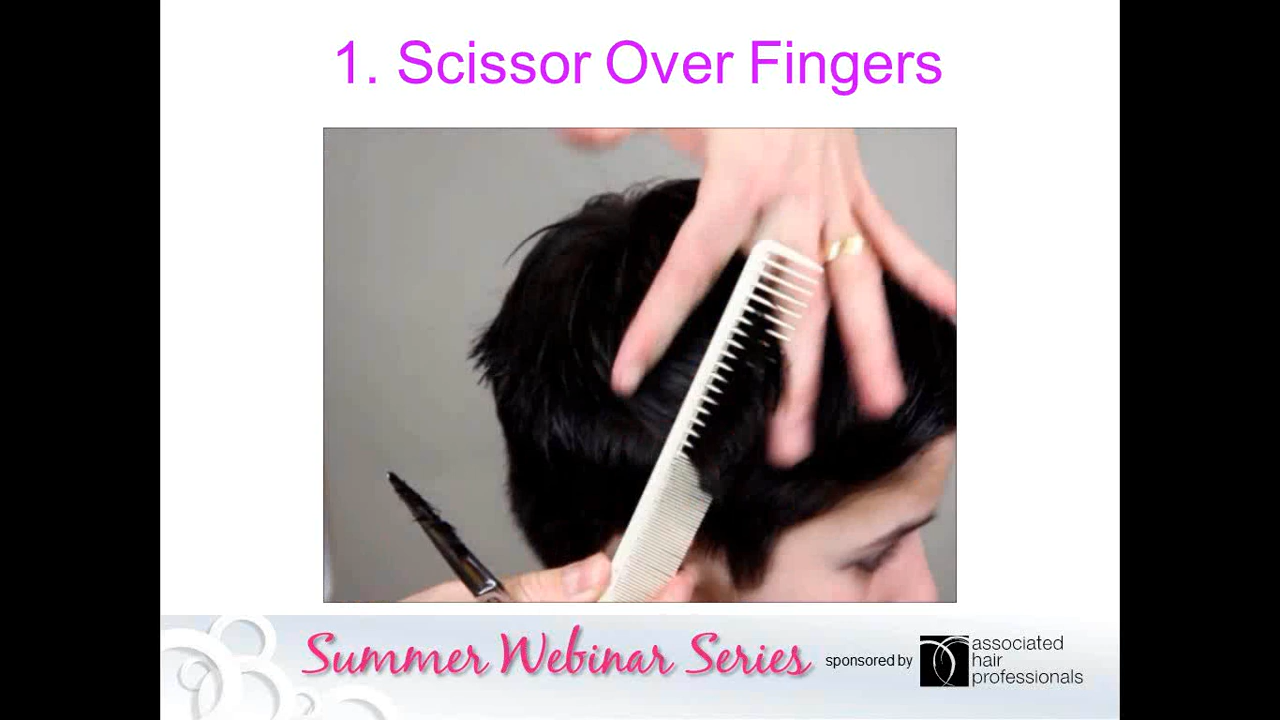 1. Scissor Over Fingers
Summer Webinar Series
sponsored by
associated
hair
professionals